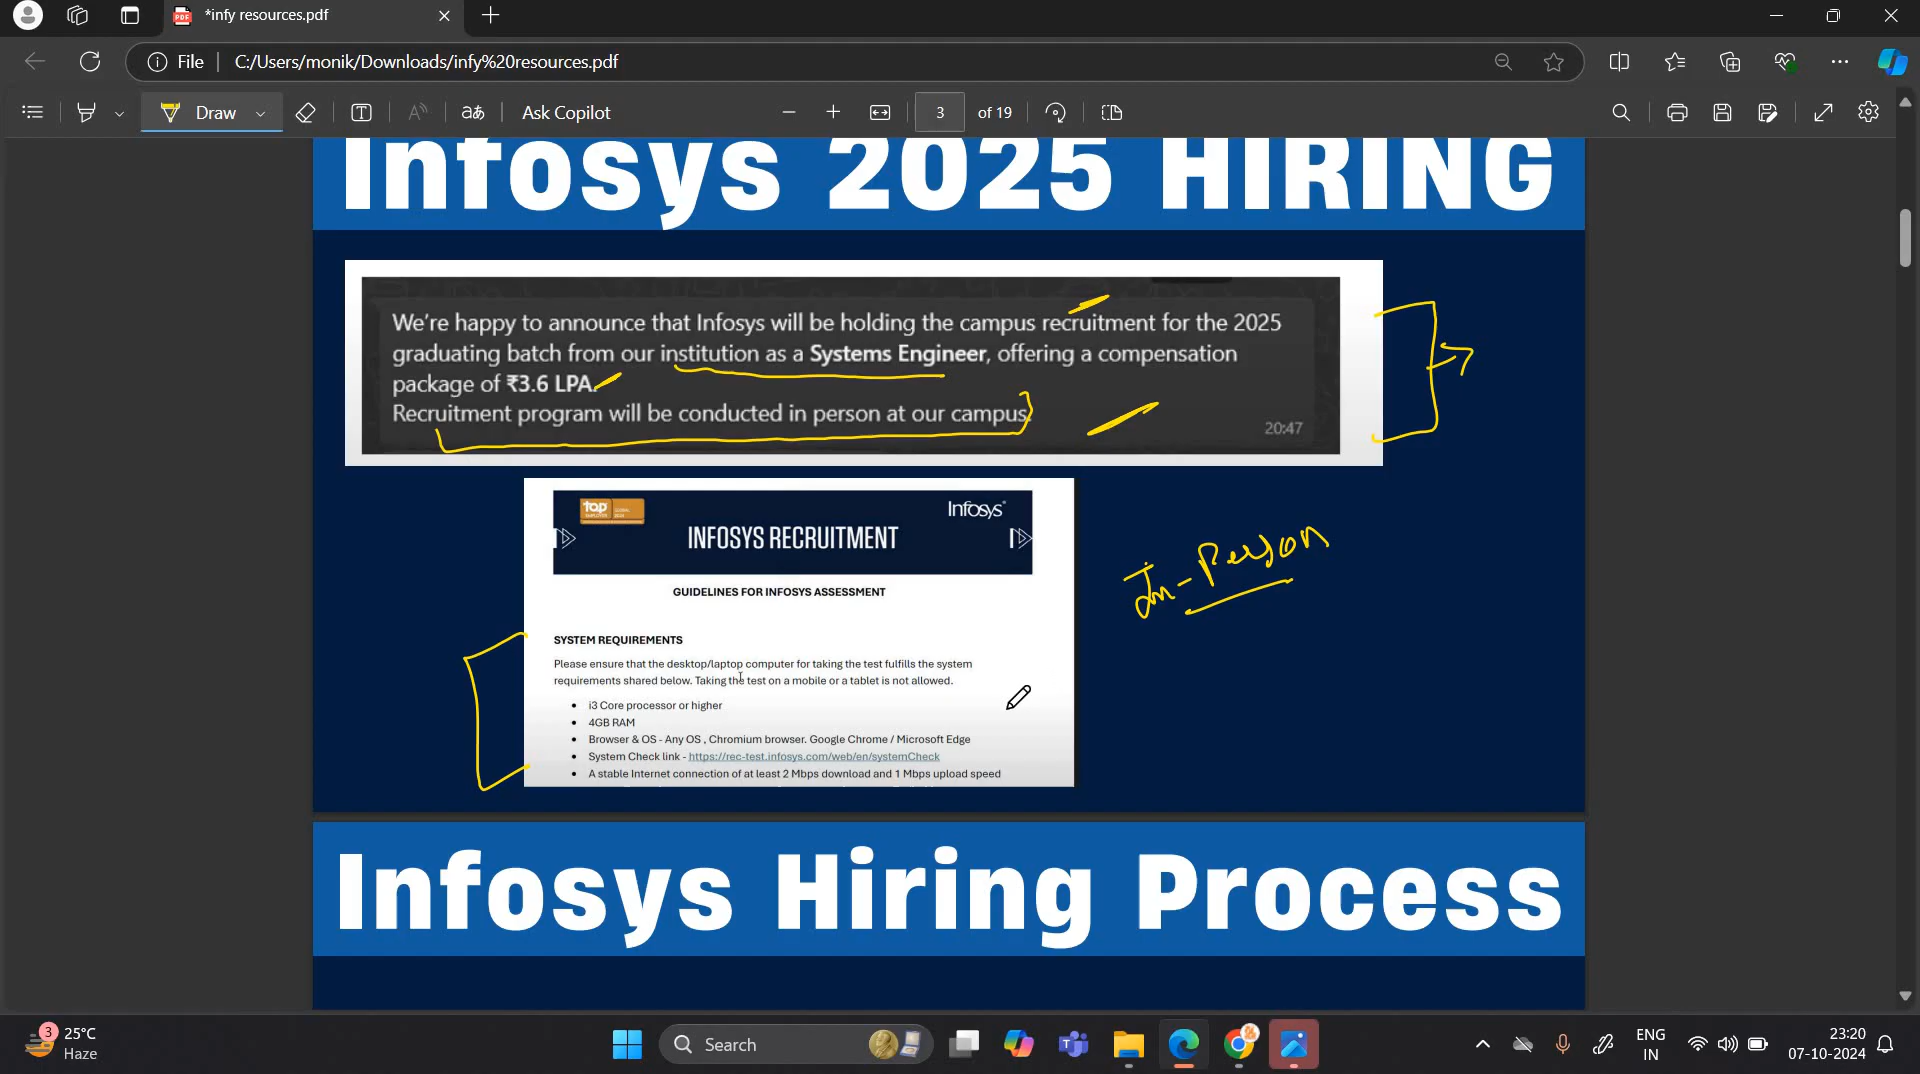 *infy resources.pdf
File
C:/Users/monik/Downloads/infy%20resources.pdf
Draw
Ask Copilot
3
of 19
Infosys 2025 HIRING
We're happy to announce that Infosys will be holding the campus recruitment for the 2025
graduating batch from our institution as a Systems Engineer, offering a compensation
package of ₹3.6 LPA.
Recruitment program will be conducted in person at our campus.
20:47
top
Infosys
INFOSYS RECRUITMENT
GUIDELINES FOR INFOSYS ASSESSMENT
In-Person
SYSTEM REQUIREMENTS
Please ensure that the desktop/laptop computer for taking the test fulfills the system
requirements shared below. Taking the test on a mobile or a tablet is not allowed.
• i3 Core processor or higher
• 4GB RAM
• Browser & OS - Any OS , Chromium browser. Google Chrome / Microsoft Edge
• System Check link - https://rec-test.infosys.com/web/en/systemCheck
• A stable Internet connection of at least 2 Mbps download and 1 Mbps upload speed
Infosys Hiring Process
3
25°C
Haze
Search
ENG
IN
23:20
07-10-2024